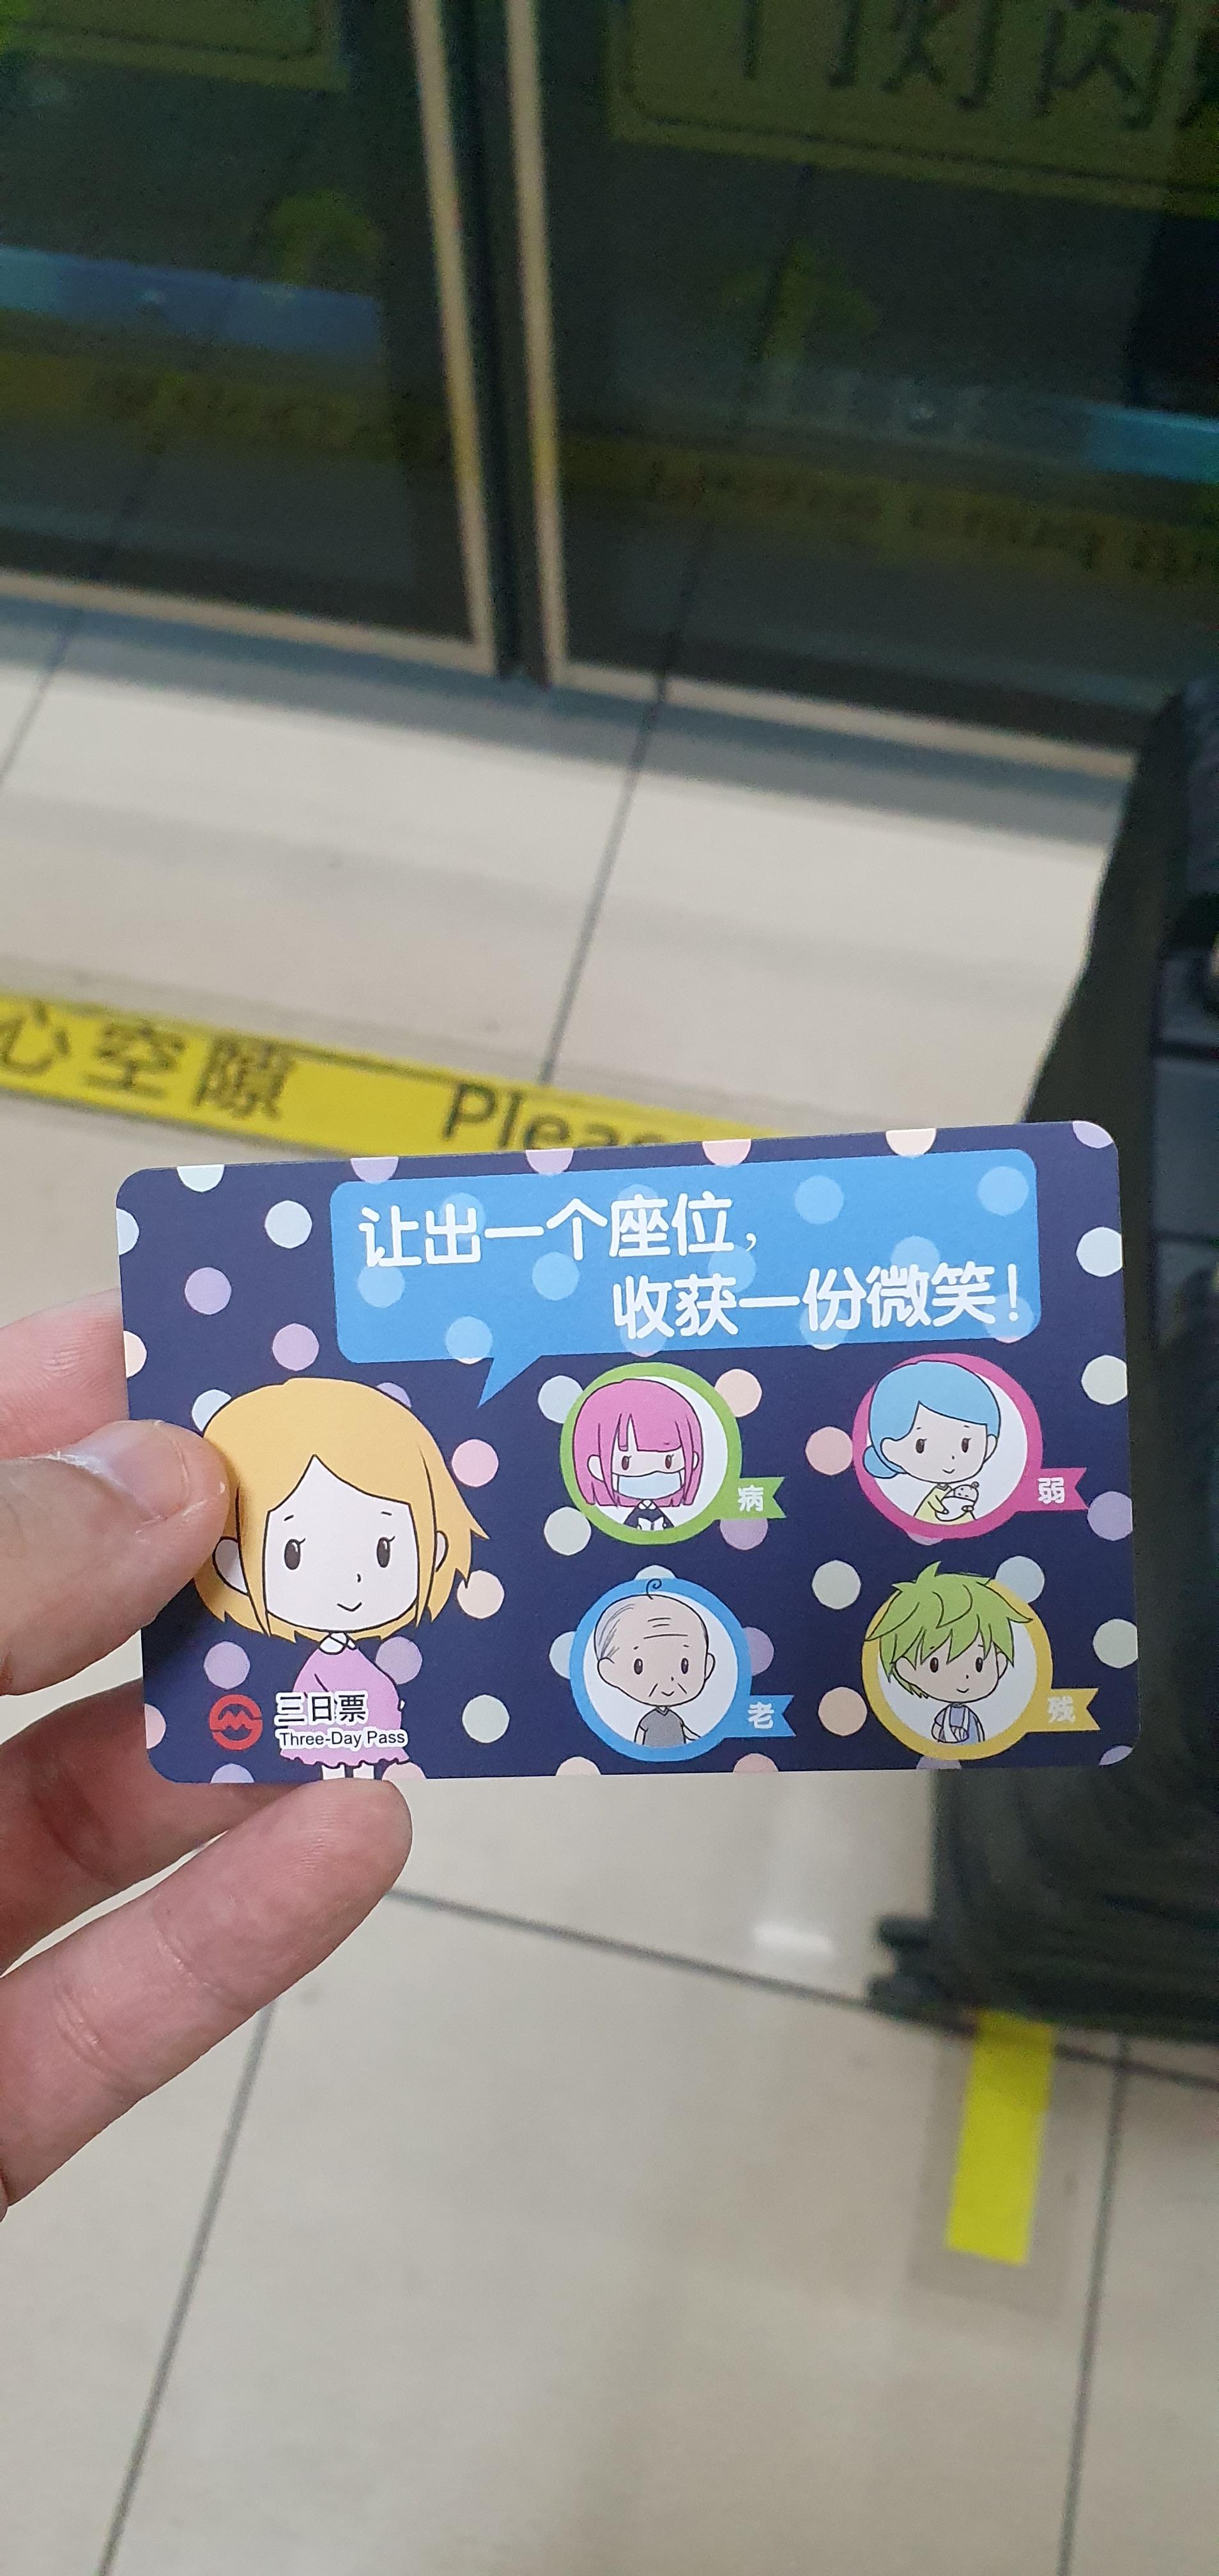 心空隙 Pleas
让出一个座位，
收获一份微笑！
病
弱
老
残
三日票
Three-Day Pass